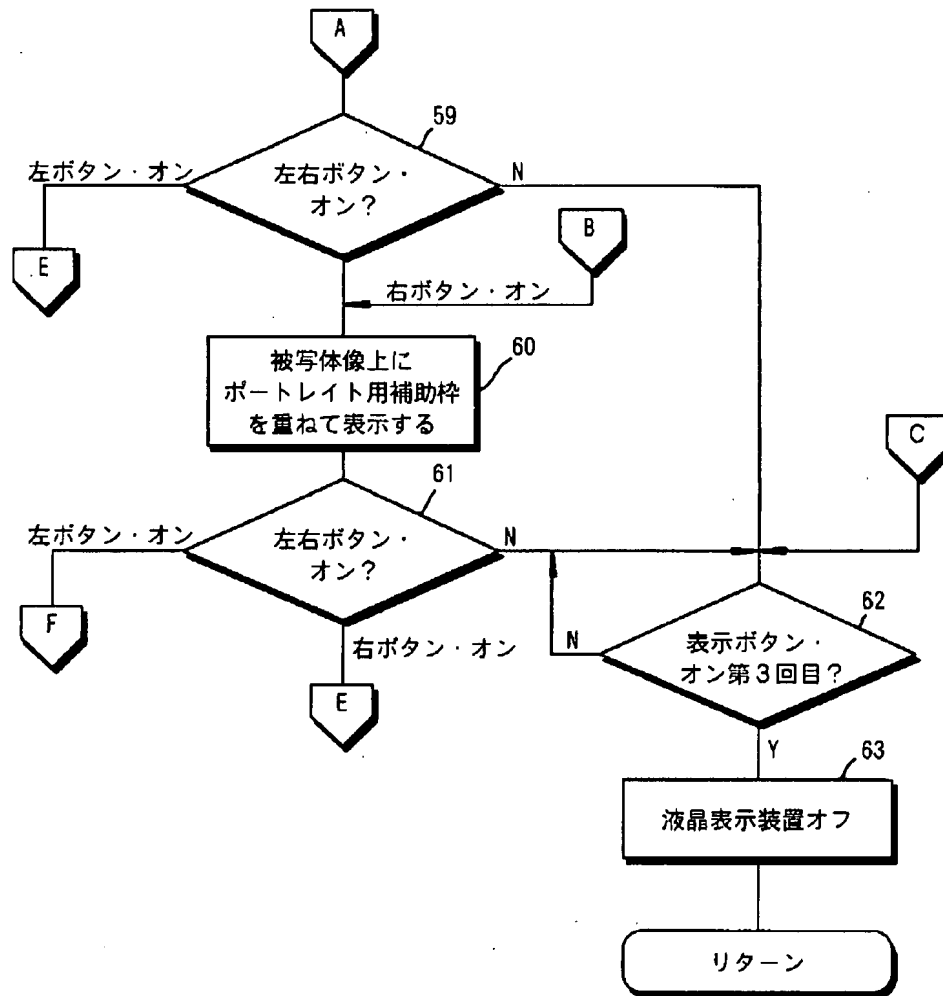 A
59
左ボタン・オン
左右ボタン・
オン?
N
E
B
右ボタン・オン
60
被写体像上に
ポートレイト用補助枠
を重ねて表示する
C
61
左ボタン・オン
左右ボタン・
オン?
N
F
右ボタン・オン
E
62
N
表示ボタン・
オン第3回目?
Y
63
液晶表示装置オフ
リターン